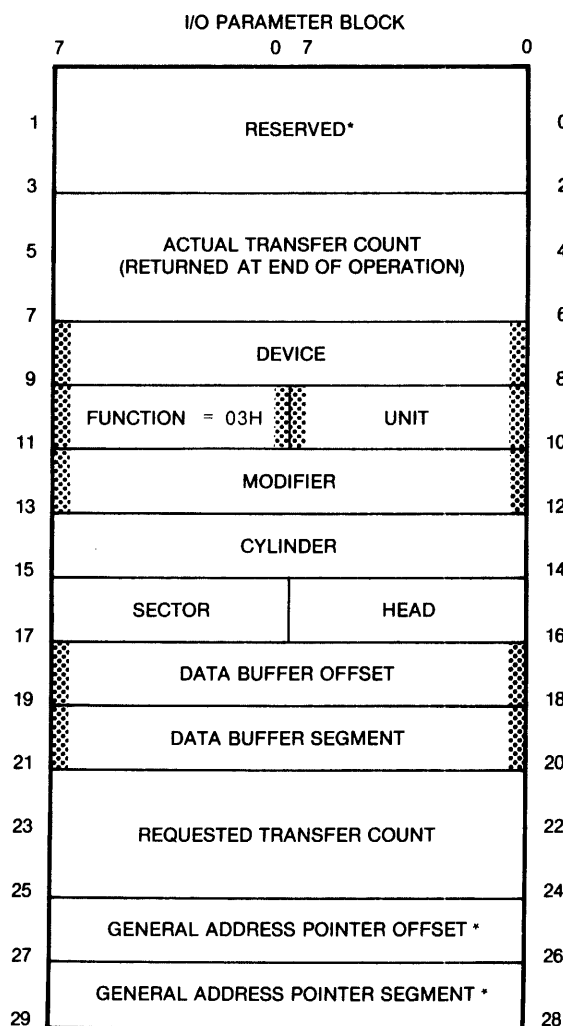 I/O PARAMETER BLOCK
7 0 7 0
1 RESERVED* 0
3 2
5 ACTUAL TRANSFER COUNT 4
(RETURNED AT END OF OPERATION)
7 6
DEVICE
9 8
FUNCTION = 03H UNIT
11 10
MODIFIER
13 12
CYLINDER
15 14
SECTOR HEAD
17 16
DATA BUFFER OFFSET
19 18
DATA BUFFER SEGMENT
21 20
23 REQUESTED TRANSFER COUNT 22
25 24
GENERAL ADDRESS POINTER OFFSET *
27 26
GENERAL ADDRESS POINTER SEGMENT *
29 28